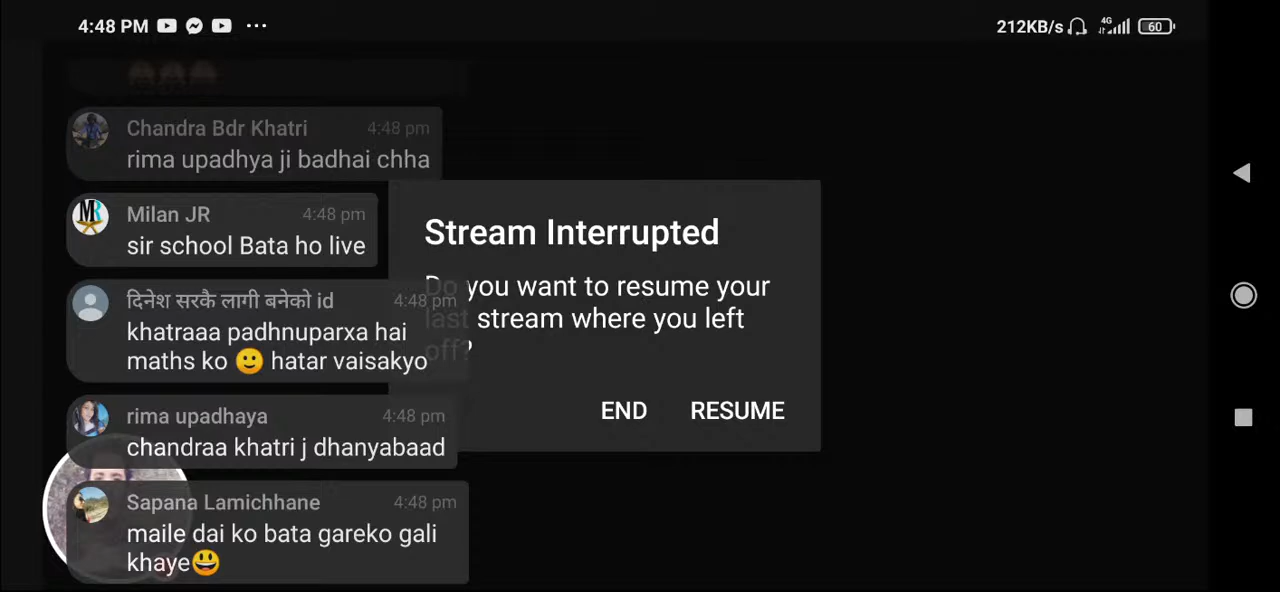 4:48 PM
212KB/s 4G 60
Chandra Bdr Khatri 4:48 pm
rima upadhya ji badhai chha
Milan JR 4:48 pm
sir school Bata ho live
दिनेश सरकै लागी बनेको id 4:48 pm
khatraaa padhnuparxa hai
maths ko 🙂 hatar vaisakyo
rima upadhaya 4:48 pm
chandraa khatri j dhanyabaad
Sapana Lamichhane 4:48 pm
maile dai ko bata gareko gali
khaye😃
Stream Interrupted
Do you want to resume your
last stream where you left
off?
END RESUME